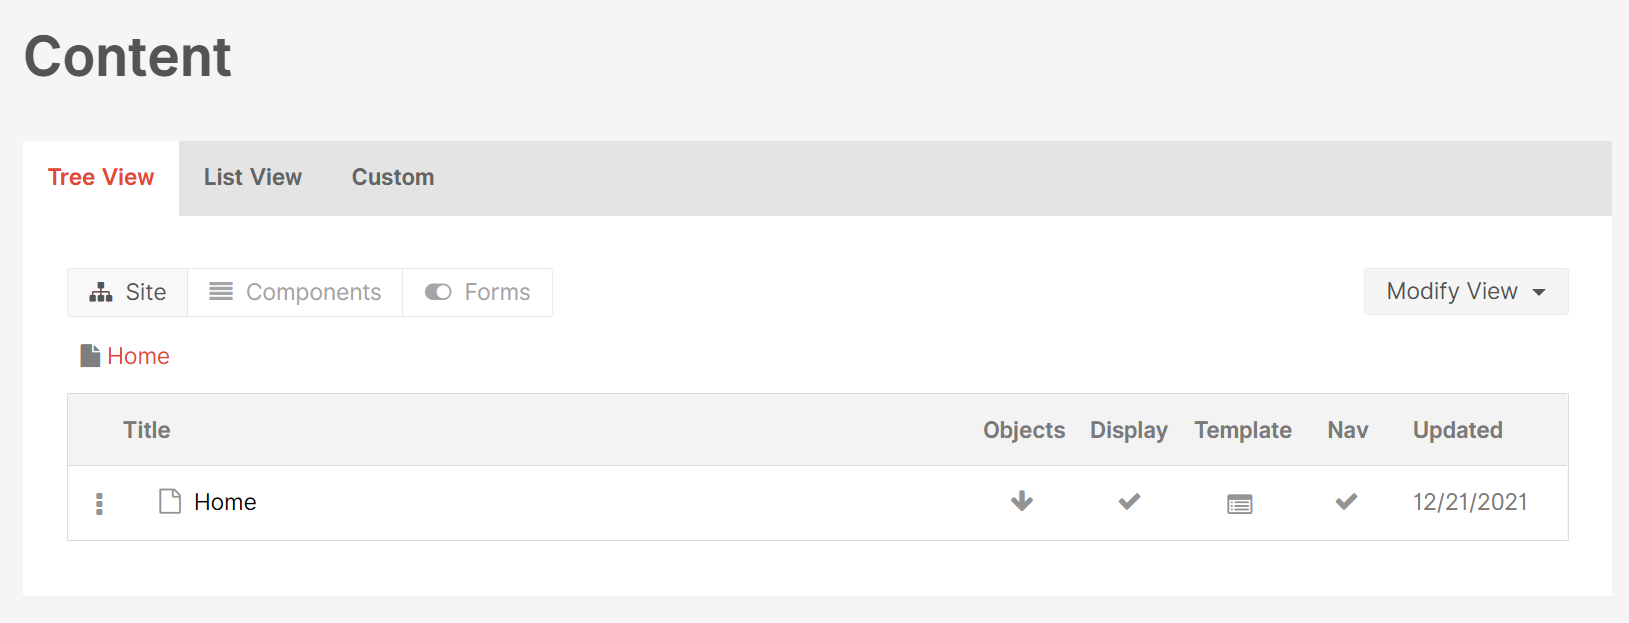 Content
Tree View List View Custom
Site Components Forms Modify View
Home
Title Objects Display Template Nav Updated
Home 12/21/2021